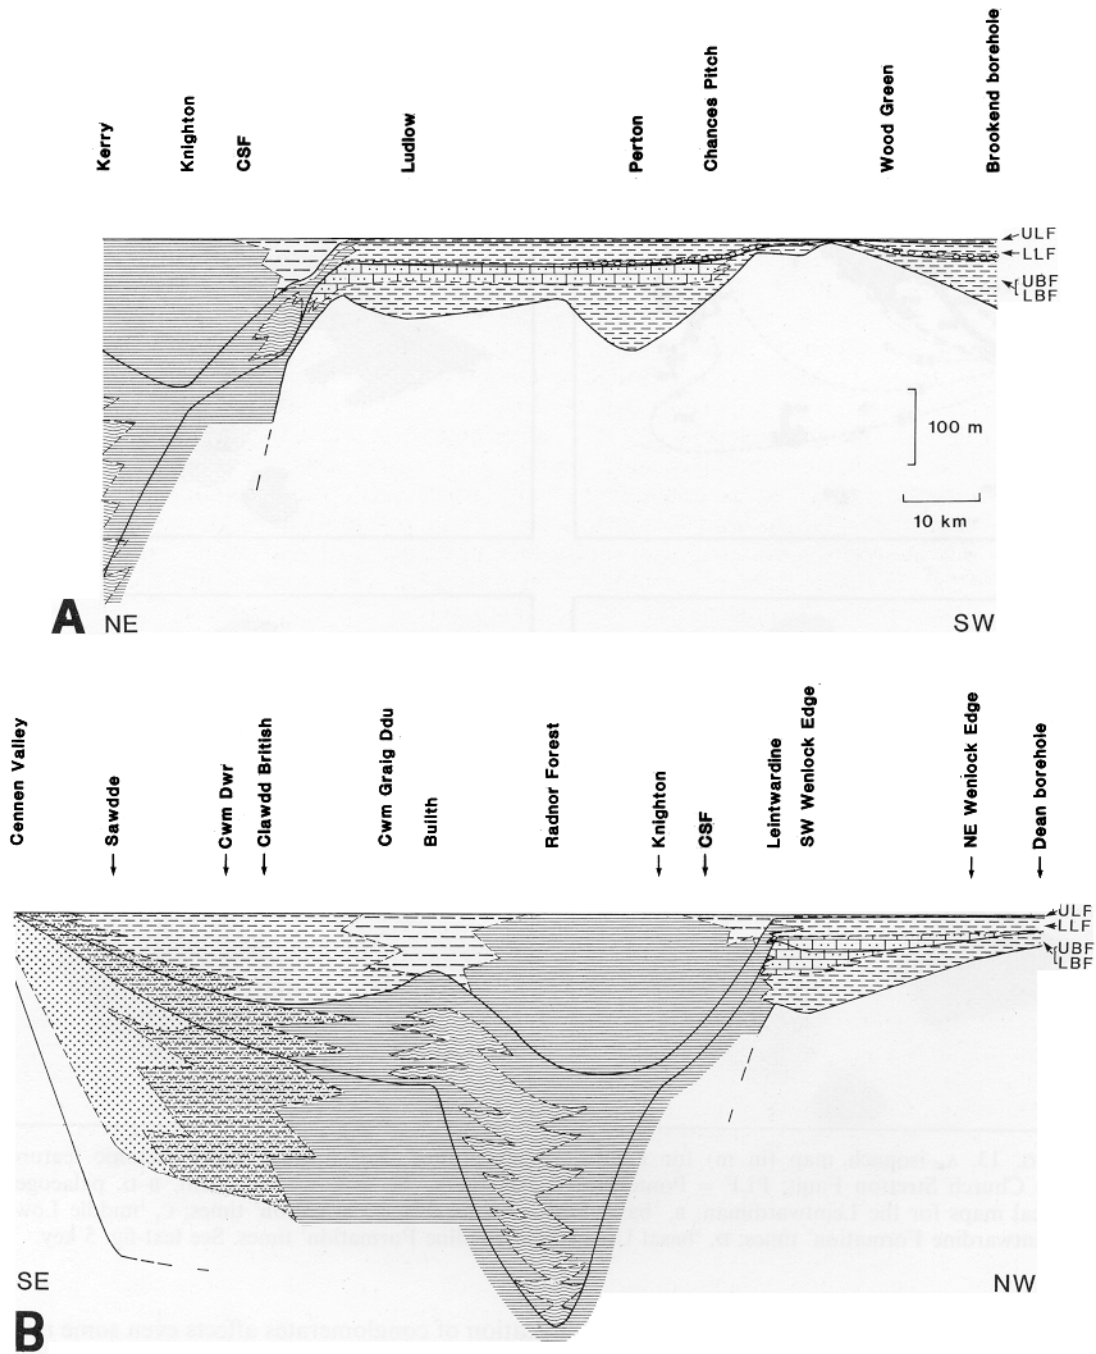 Kerry
Knighton
CSF
Ludlow
Perton
Chances Pitch
Wood Green
Brookend borehole
ULF
LLF
UBF
LBF
100 m
10 km
A NE
SW
Cennen Valley
Sawdde
Cwm Dwr
Clawdd British
Cwm Graig Ddu
Builth
Radnor Forest
Knighton
CSF
Leintwardine
SW Wenlock Edge
NE Wenlock Edge
Dean borehole
ULF
LLF
UBF
LBF
SE
NW
B